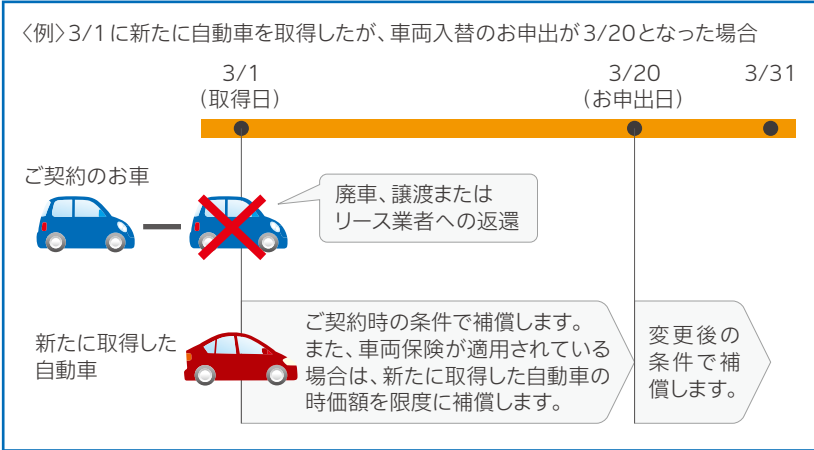 〈例〉3/1に新たに自動車を取得したが、車両入替のお申出が3/20となった場合
3/1
(取得日)
3/20
(お申出日)
3/31
ご契約のお車
廃車、譲渡または
リース業者への返還
新たに取得した
自動車
ご契約時の条件で補償します。
また、車両保険が適用されている
場合は、新たに取得した自動車の
時価額を限度に補償します。
変更後の
条件で補
償します。